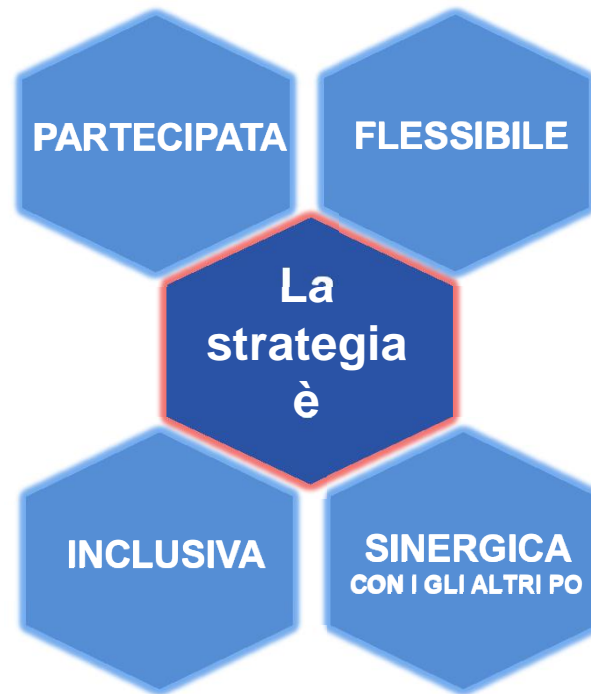 PARTECIPATA
FLESSIBILE
La
strategia
è
INCLUSIVA
SINERGICA
CON I GLI ALTRI PO